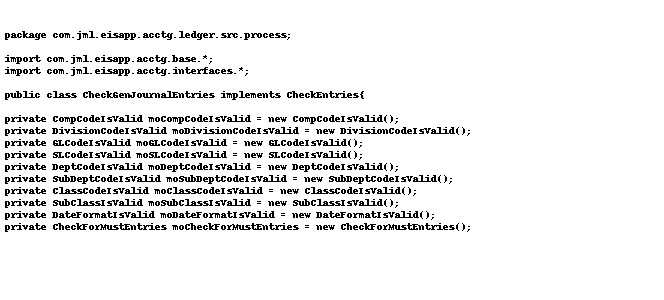 package com.jml.eisapp.acctg.ledger.src.process;
import com.jml.eisapp.acctg.base.*;
import com.jml.eisapp.acctg.interfaces.*;
public class CheckGenJournalEntries implements CheckEntries{
private CompCodeIsValid moCompCodeIsValid = new CompCodeIsValid();
private DivisionCodeIsValid moDivisionCodeIsValid = new DivisionCodeIsValid();
private GLCodeIsValid moGLCodeIsValid = new GLCodeIsValid();
private SLCodeIsValid moSLCodeIsValid = new SLCodeIsValid();
private DeptCodeIsValid moDeptCodeIsValid = new DeptCodeIsValid();
private SubDeptCodeIsValid moSubDeptCodeIsValid = new SubDeptCodeIsValid();
private ClassCodeIsValid moClassCodeIsValid = new ClassCodeIsValid();
private SubClassIsValid moSubClassIsValid = new SubClassIsValid();
private DateFormatIsValid moDateFormatIsValid = new DateFormatIsValid();
private CheckForMustEntries moCheckForMustEntries = new CheckForMustEntries();